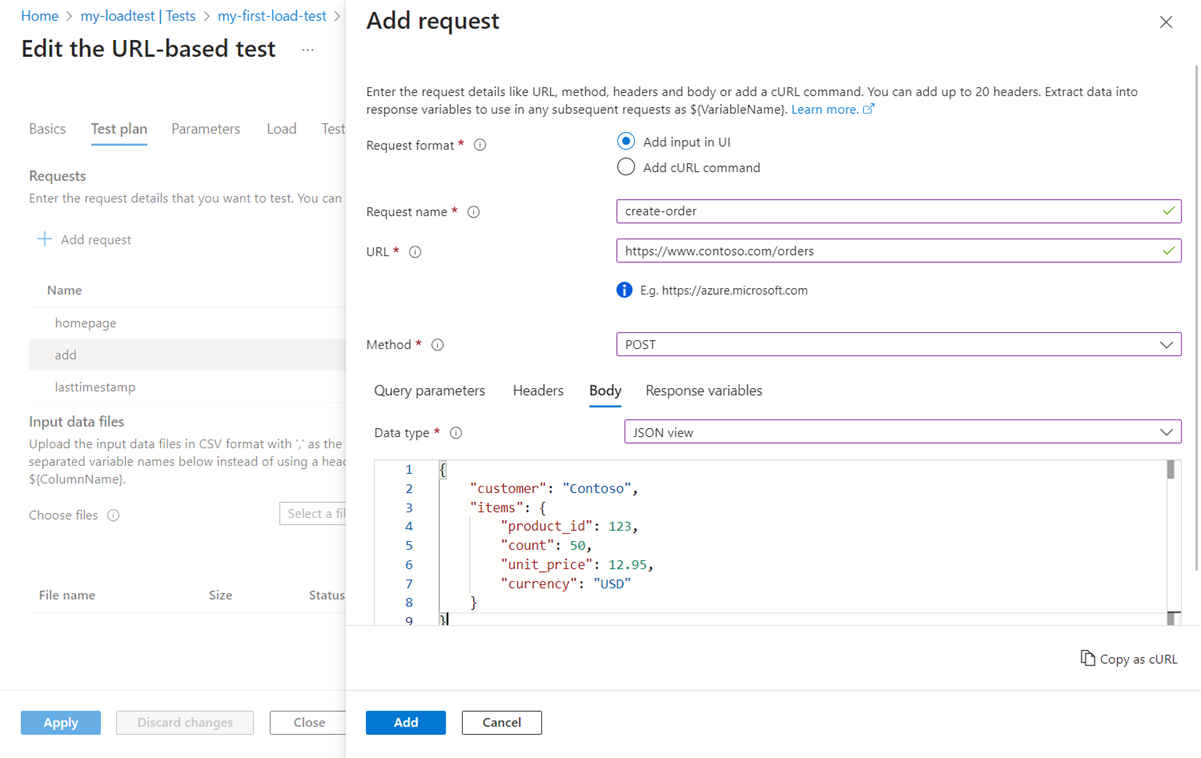 Home > my-loadtest | Tests > my-first-load-test >
Edit the URL-based test ...
Basics Test plan Parameters Load Test
Requests
Enter the request details that you want to test. You can
Add request
Name
homepage
add
lasttimestamp
Input data files
Upload the input data files in CSV format with ',' as the
separated variable names below instead of using a head
${ColumnName}.
Choose files
Select a fil
File name Size Status
Apply Discard changes Close
Add request
Enter the request details like URL, method, headers and body or add a cURL command. You can add up to 20 headers. Extract data into
response variables to use in any subsequent requests as ${VariableName}. Learn more.
Request format *
Add input in UI
Add cURL command
Request name * create-order
URL * https://www.contoso.com/orders
E.g. https://azure.microsoft.com
Method * POST
Query parameters Headers Body Response variables
Data type * JSON view
1 {
2 "customer": "Contoso",
3 "items": {
4 "product_id": 123,
5 "count": 50,
6 "unit_price": 12.95,
7 "currency": "USD"
8 }
9 }
Copy as cURL
Add Cancel